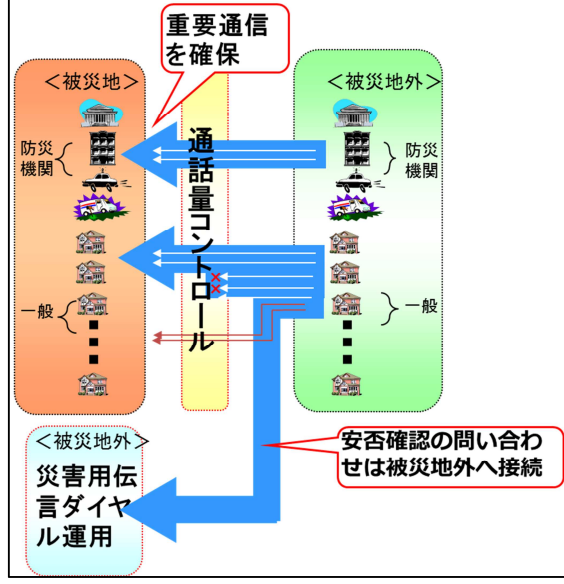 重要通信
を確保
＜被災地＞
＜被災地外＞
防災
機関
防災
機関
通話量コントロール
一般
一般
安否確認の問い合わ
せは被災地外へ接続
＜被災地外＞
災害用伝
言ダイヤ
ル運用